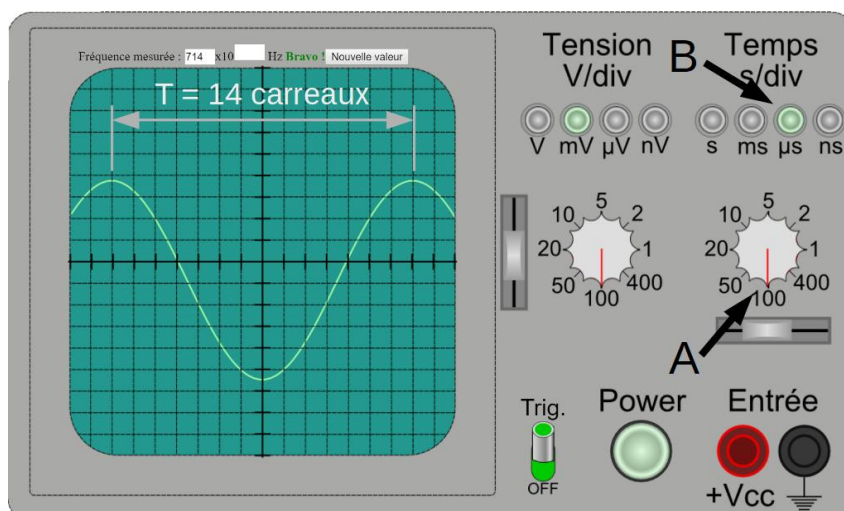 Fréquence mesurée : 714 x10 Hz Bravo ! Nouvelle valeur
T = 14 carreaux
Tension
V/div
V mV µV nV
5
10 2
20 1
50 400
100
B
Temps
s/div
s ms µs ns
5
10 2
20 1
50 400
100
A
Trig.
OFF
Power
Entrée
+Vcc